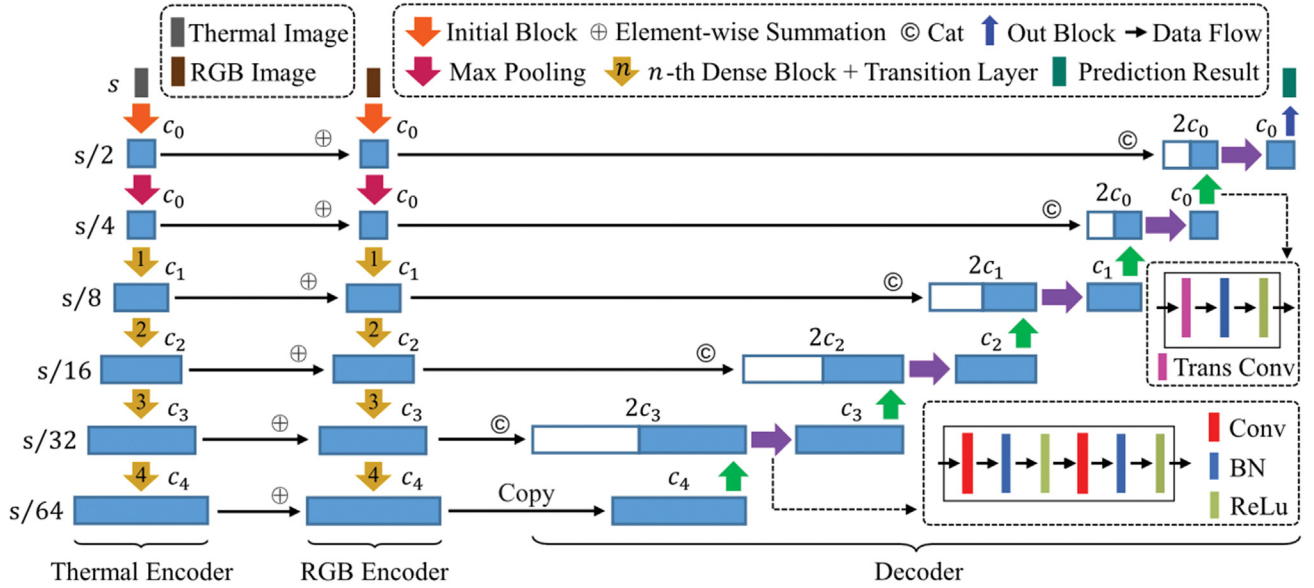 Thermal Image
RGB Image
Initial Block ⊕ Element-wise Summation © Cat Out Block Data Flow
Max Pooling n n-th Dense Block + Transition Layer Prediction Result
s
c₀ c₀ 2c₀ c₀
s/2 ⊕ ©
c₀ c₀ 2c₀ c₀
s/4 ⊕ ©
1 c₁ 1 c₁ 2c₁ c₁
s/8 ⊕ ©
2 c₂ 2 c₂ 2c₂ c₂
s/16 ⊕ ©
Trans Conv
3 c₃ 3 c₃ 2c₃ c₃
s/32 ⊕ ©
Conv
BN
ReLu
4 c₄ 4 c₄ c₄
s/64 ⊕ Copy
Thermal Encoder RGB Encoder Decoder